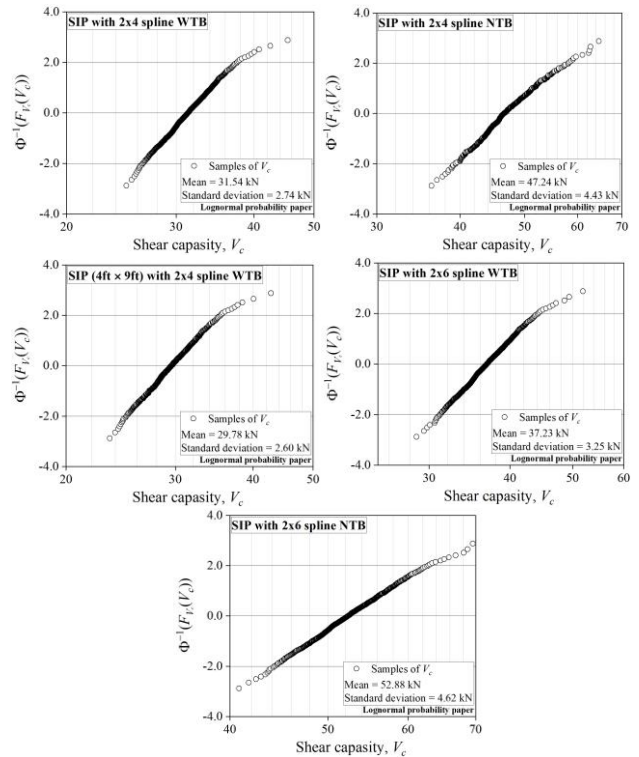 SIP with 2x4 spline WTB
4.0
2.0
0.0
-2.0
-4.0
Φ⁻¹(F_Vc(V_c))
Samples of V_c
Mean = 31.54 kN
Standard deviation = 2.74 kN
Lognormal probability paper
20 30 40 50
Shear capasity, V_c
SIP with 2x4 spline NTB
4.0
2.0
0.0
-2.0
-4.0
Φ⁻¹(F_Vc(V_c))
Samples of V_c
Mean = 47.24 kN
Standard deviation = 4.43 kN
Lognormal probability paper
30 40 50 60 70
Shear capasity, V_c
SIP (4ft × 9ft) with 2x4 spline WTB
4.0
2.0
0.0
-2.0
-4.0
Φ⁻¹(F_Vc(V_c))
Samples of V_c
Mean = 29.78 kN
Standard deviation = 2.60 kN
Lognormal probability paper
20 30 40 50
Shear capasity, V_c
SIP with 2x6 spline WTB
4.0
2.0
0.0
-2.0
-4.0
Φ⁻¹(F_Vc(V_c))
Samples of V_c
Mean = 37.23 kN
Standard deviation = 3.25 kN
Lognormal probability paper
30 40 50 60
Shear capasity, V_c
SIP with 2x6 spline NTB
4.0
2.0
0.0
-2.0
-4.0
Φ⁻¹(F_Vc(V_c))
Samples of V_c
Mean = 52.88 kN
Standard deviation = 4.62 kN
Lognormal probability paper
40 50 60 70
Shear capasity, V_c